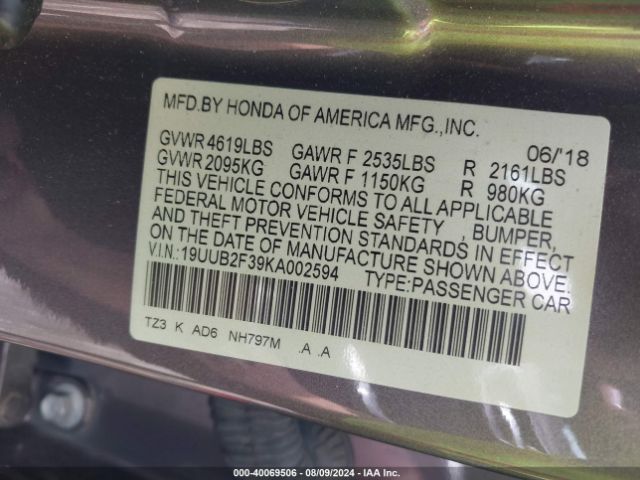 MFD.BY HONDA OF AMERICA MFG.,INC. 06/'18
GVWR 4619LBS GAWR F 2535LBS R 2161LBS
GVWR 2095KG GAWR F 1150KG R 980KG
THIS VEHICLE CONFORMS TO ALL APPLICABLE
FEDERAL MOTOR VEHICLE SAFETY , BUMPER,
AND THEFT PREVENTION STANDARDS IN EFFECT
ON THE DATE OF MANUFACTURE SHOWN ABOVE.
V.I.N.: 19UUB2F39KA002594 TYPE:PASSENGER CAR
TZ3 K AD6 NH797M .A .A
000-40069506 - 08/09/2024 - IAA Inc.